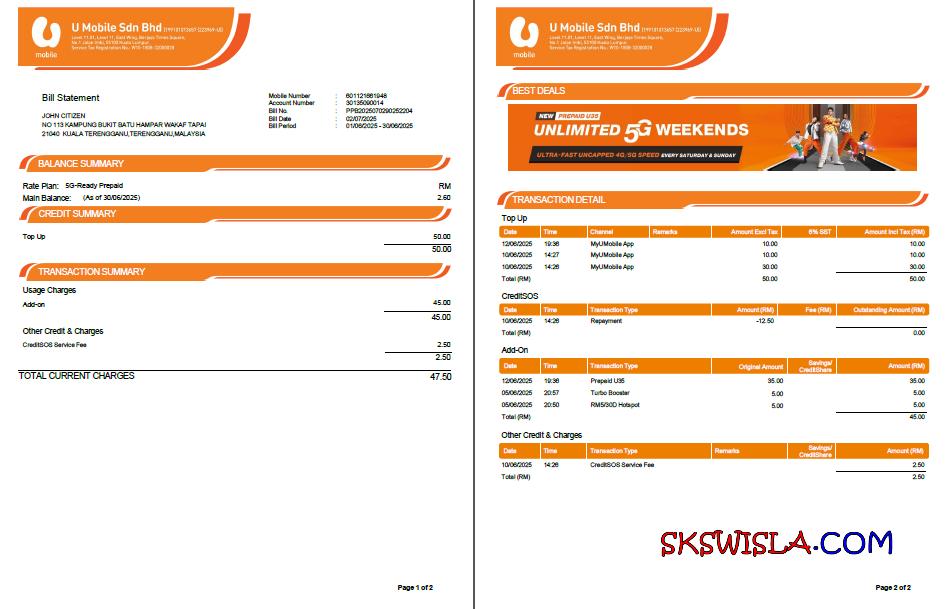 U Mobile Sdn Bhd (199101013657 (223969-U))
Level 11.01, Level 11, East Wing, Berjaya Times Square,
No.1 Jalan Imbi, 55100 Kuala Lumpur.
Service Tax Registration No.: W10-1808-32000028
mobile
Bill Statement
JOHN CITIZEN
NO 113 KAMPUNG BUKIT BATU HAMPAR WAKAF TAPAI
21040 KUALA TERENGGANU,TERENGGANU,MALAYSIA
Mobile Number : 601121661948
Account Number : 30135090014
Bill No. : PPB2025070290252204
Bill Date : 02/07/2025
Bill Period : 01/06/2025 - 30/06/2025
BALANCE SUMMARY
Rate Plan: 5G-Ready Prepaid RM
Main Balance: (As of 30/06/2025) 2.60
CREDIT SUMMARY
Top Up 50.00
50.00
TRANSACTION SUMMARY
Usage Charges
Add-on 45.00
45.00
Other Credit & Charges
CreditSOS Service Fee 2.50
2.50
TOTAL CURRENT CHARGES 47.50
Page 1 of 2
U Mobile Sdn Bhd (199101013657 (223969-U))
Level 11.01, Level 11, East Wing, Berjaya Times Square,
No.1 Jalan Imbi, 55100 Kuala Lumpur.
Service Tax Registration No.: W10-1808-32000028
mobile
BEST DEALS
NEW PREPAID U35
UNLIMITED 5G WEEKENDS
ULTRA-FAST UNCAPPED 4G/5G SPEED EVERY SATURDAY & SUNDAY
TRANSACTION DETAIL
Top Up
Date Time Channel Remarks Amount Excl Tax 6% SST Amount Incl Tax (RM)
12/06/2025 19:36 MyUMobile App 10.00 10.00
10/06/2025 14:27 MyUMobile App 10.00 10.00
10/06/2025 14:26 MyUMobile App 30.00 30.00
Total (RM) 50.00 50.00
CreditSOS
Date Time Transaction Type Amount (RM) Fee (RM) Outstanding Amount (RM)
10/06/2025 14:26 Repayment -12.50
Total (RM) 0.00
Add-On
Date Time Transaction Type Original Amount Savings/ CreditShare Amount (RM)
12/06/2025 19:36 Prepaid U35 35.00 35.00
05/06/2025 20:57 Turbo Booster 5.00 5.00
05/06/2025 20:50 RM5/30D Hotspot 5.00 5.00
Total (RM) 45.00
Other Credit & Charges
Date Time Transaction Type Remarks Savings/ CreditShare Amount (RM)
10/06/2025 14:26 CreditSOS Service Fee 2.50
Total (RM) 2.50
SKSWISLA.COM
Page 2 of 2